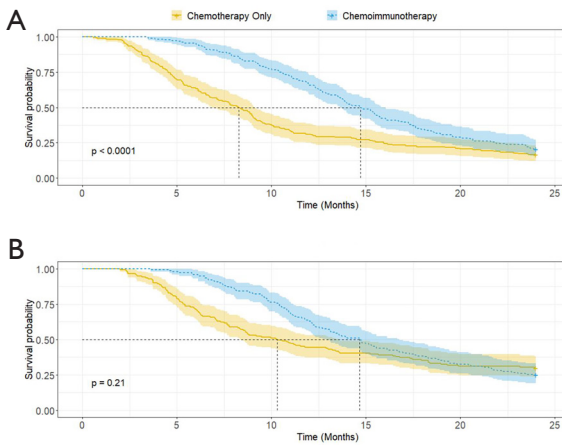 A
Chemotherapy Only Chemoimmunotherapy
Survival probability
1.00
0.75
0.50
0.25
0.00
p < 0.0001
0 5 10 15 20 25
Time (Months)
B
Survival probability
1.00
0.75
0.50
0.25
0.00
p = 0.21
0 5 10 15 20 25
Time (Months)